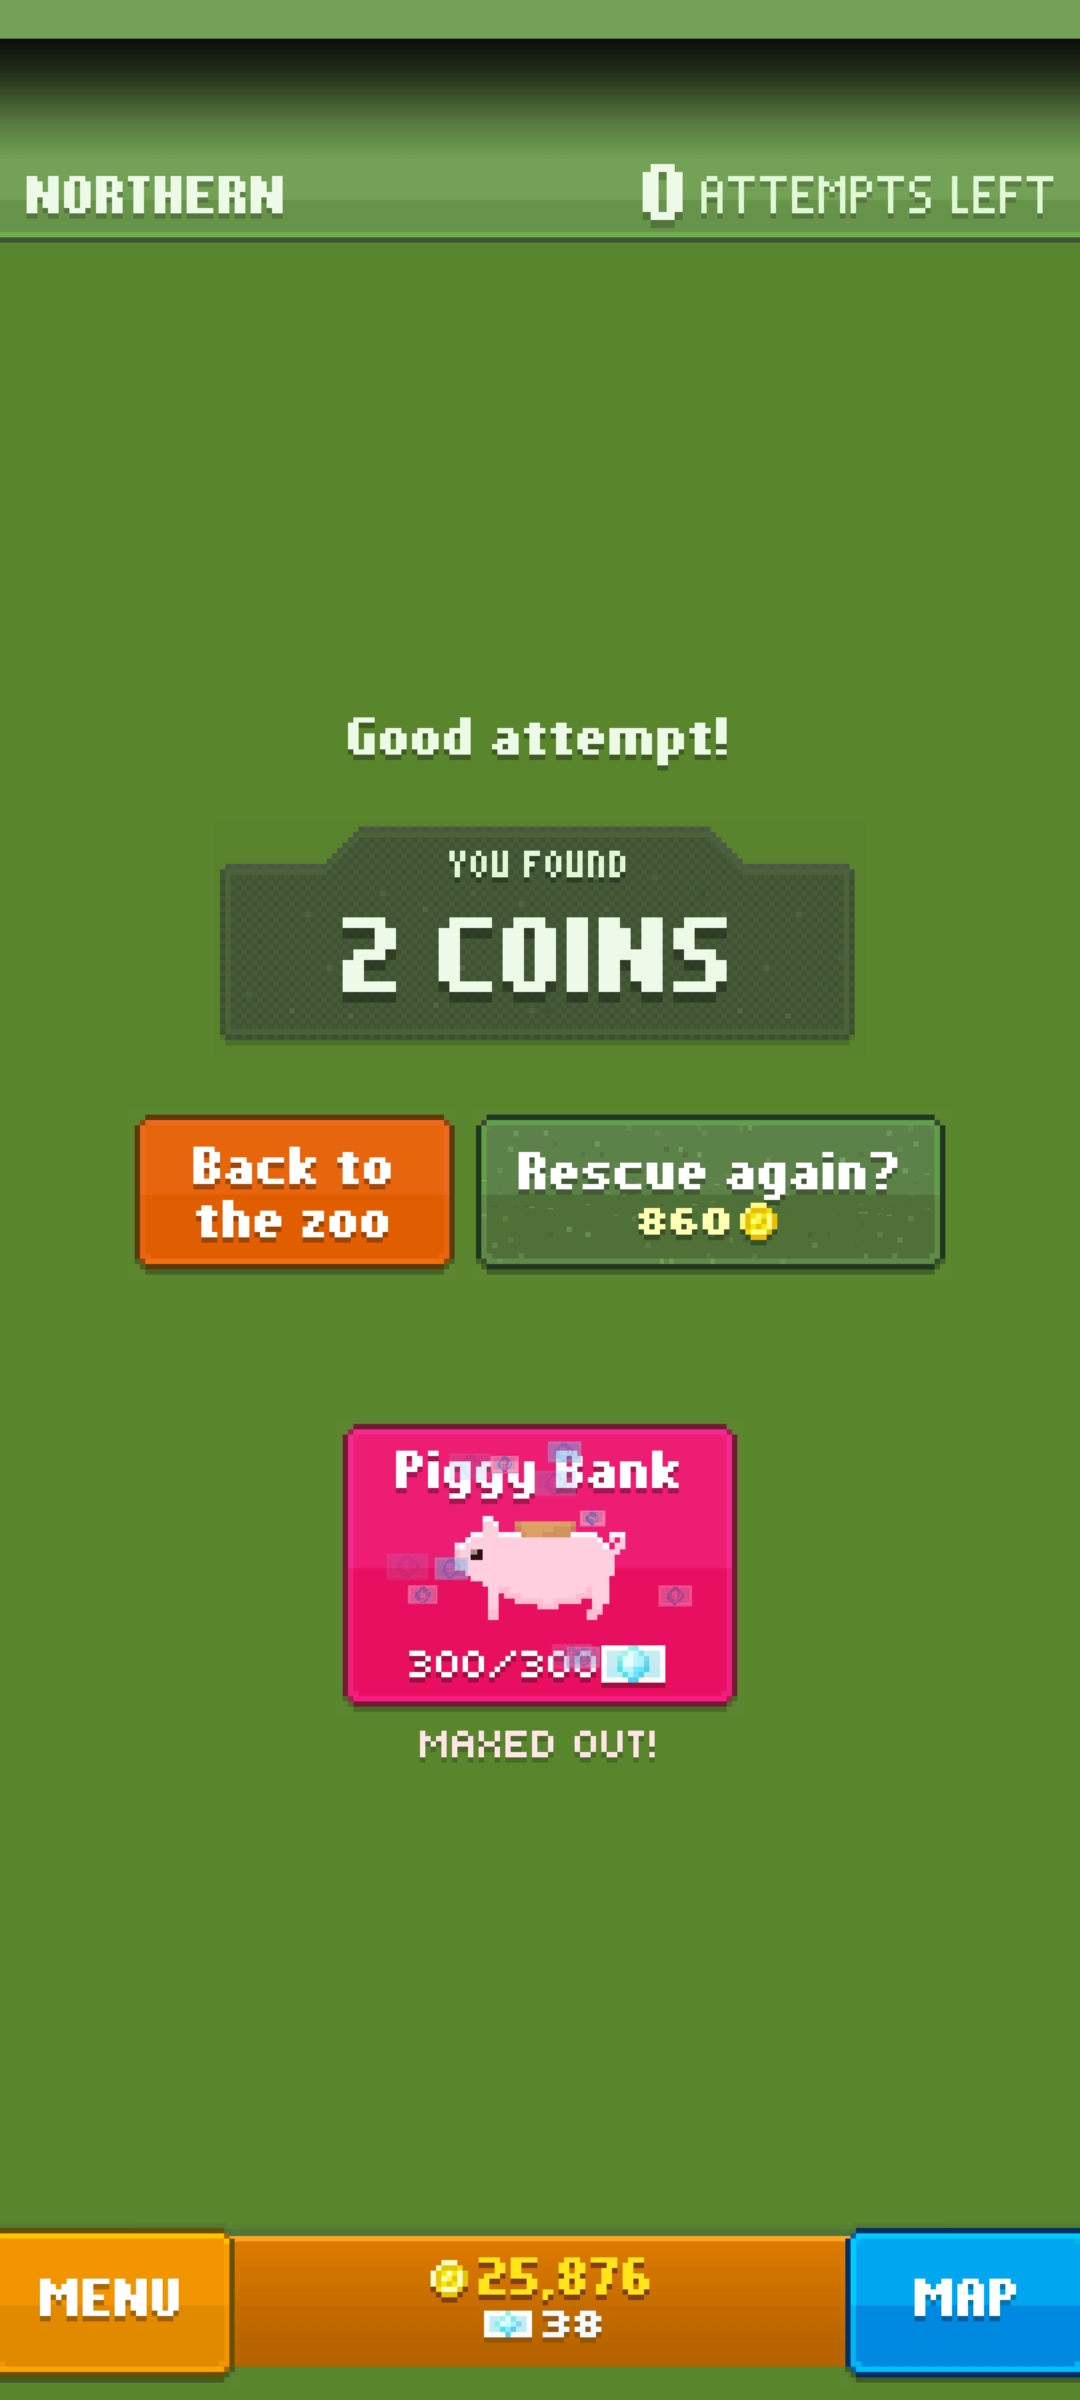 NORTHERN
0 ATTEMPTS LEFT
Good attempt!
YOU FOUND
2 COINS
Back to
the zoo
Rescue again?
860
Piggy Bank
300/300
MAXED OUT!
MENU
25,876
38
MAP